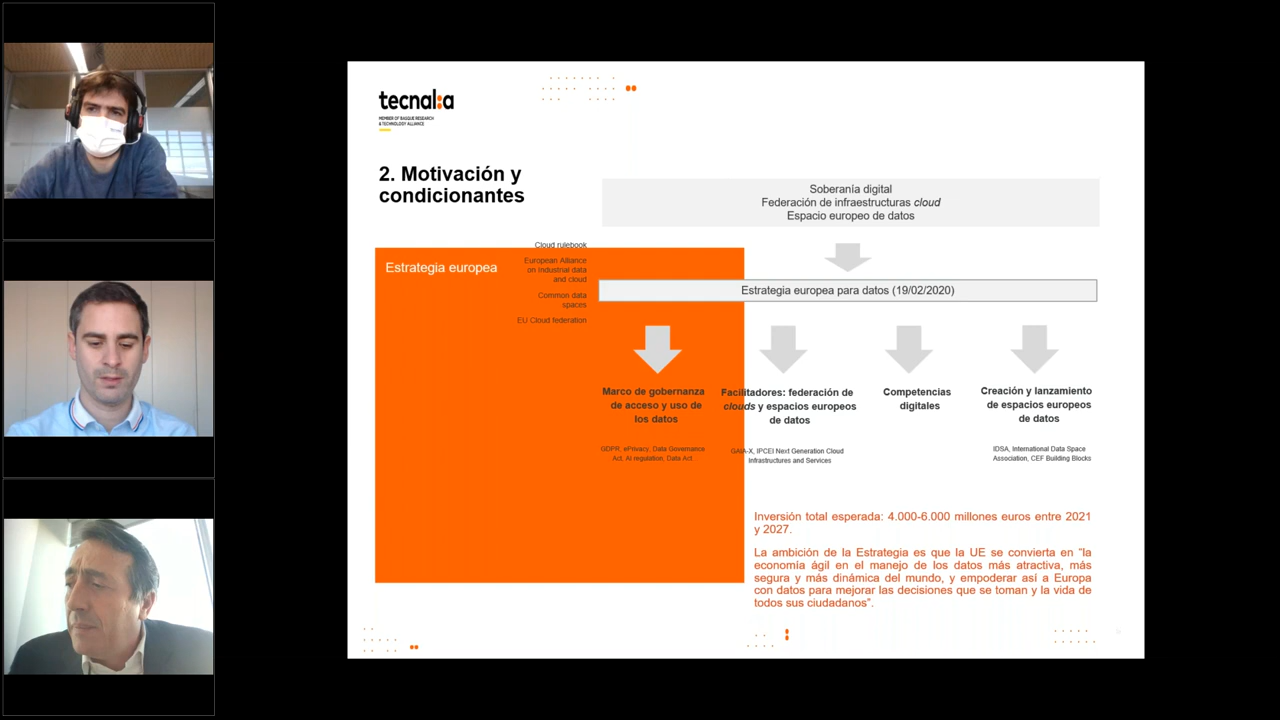 tecnal:a
MEMBER OF BASQUE RESEARCH
& TECHNOLOGY ALLIANCE
2. Motivación y
condicionantes
Soberanía digital
Federación de infraestructuras cloud
Espacio europeo de datos
Estrategia europea
Cloud rulebook
European Alliance
on Industrial data
and cloud
Common data
spaces
EU Cloud federation
Estrategia europea para datos (19/02/2020)
Marco de gobernanza
de acceso y uso de
los datos
GDPR, ePrivacy, Data Governance
Act, AI regulation, Data Act
Facilitadores: federación de
clouds y espacios europeos
de datos
GAIA-X, IPCEI Next Generation Cloud
Infrastructures and Services
Competencias
digitales
Creación y lanzamiento
de espacios europeos
de datos
IDSA, International Data Space
Association, CEF Building Blocks
Inversión total esperada: 4.000-6.000 millones euros entre 2021
y 2027.
La ambición de la Estrategia es que la UE se convierta en “la
economía ágil en el manejo de los datos más atractiva, más
segura y más dinámica del mundo, y empoderar así a Europa
con datos para mejorar las decisiones que se toman y la vida de
todos sus ciudadanos”.